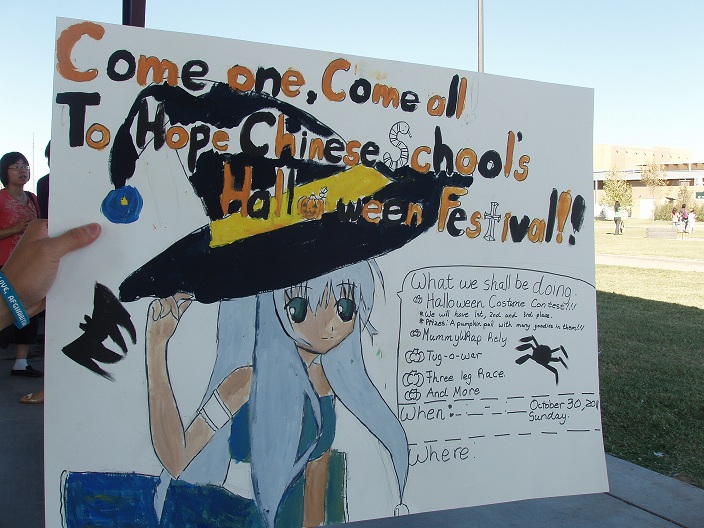 Come one, Come all
To Hope Chinese School's
Halloween Festival!!
What we shall be doing:
Halloween Costume Contest!!!
*We will have 1st, 2nd and 3rd place.
*Prizes: A pumpkin pail with many goodies in them!!!
MummyWRap Rely
Tug-o-war
Three leg Race.
And More
When: October 30, 201
Sunday.
Where: